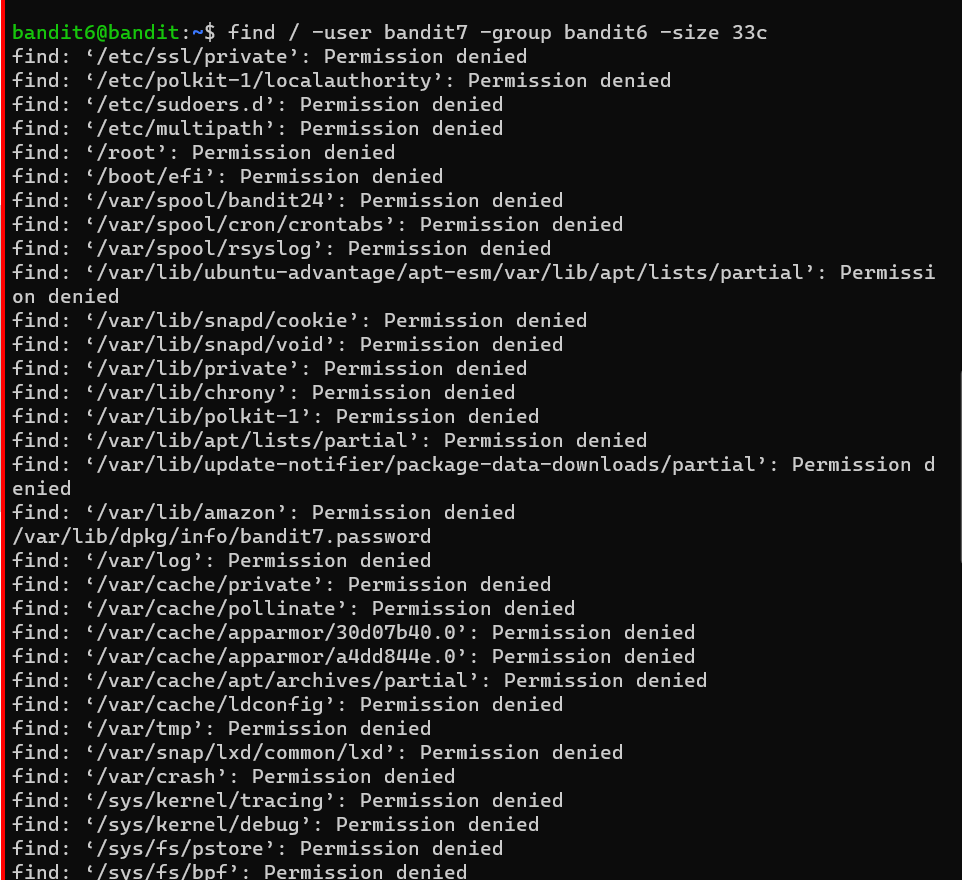 bandit6@bandit:~$ find / -user bandit7 -group bandit6 -size 33c
find: ‘/etc/ssl/private’: Permission denied
find: ‘/etc/polkit-1/localauthority’: Permission denied
find: ‘/etc/sudoers.d’: Permission denied
find: ‘/etc/multipath’: Permission denied
find: ‘/root’: Permission denied
find: ‘/boot/efi’: Permission denied
find: ‘/var/spool/bandit24’: Permission denied
find: ‘/var/spool/cron/crontabs’: Permission denied
find: ‘/var/spool/rsyslog’: Permission denied
find: ‘/var/lib/ubuntu-advantage/apt-esm/var/lib/apt/lists/partial’: Permissi
on denied
find: ‘/var/lib/snapd/cookie’: Permission denied
find: ‘/var/lib/snapd/void’: Permission denied
find: ‘/var/lib/private’: Permission denied
find: ‘/var/lib/chrony’: Permission denied
find: ‘/var/lib/polkit-1’: Permission denied
find: ‘/var/lib/apt/lists/partial’: Permission denied
find: ‘/var/lib/update-notifier/package-data-downloads/partial’: Permission d
enied
find: ‘/var/lib/amazon’: Permission denied
/var/lib/dpkg/info/bandit7.password
find: ‘/var/log’: Permission denied
find: ‘/var/cache/private’: Permission denied
find: ‘/var/cache/pollinate’: Permission denied
find: ‘/var/cache/apparmor/30d07b40.0’: Permission denied
find: ‘/var/cache/apparmor/a4dd844e.0’: Permission denied
find: ‘/var/cache/apt/archives/partial’: Permission denied
find: ‘/var/cache/ldconfig’: Permission denied
find: ‘/var/tmp’: Permission denied
find: ‘/var/snap/lxd/common/lxd’: Permission denied
find: ‘/var/crash’: Permission denied
find: ‘/sys/kernel/tracing’: Permission denied
find: ‘/sys/kernel/debug’: Permission denied
find: ‘/sys/fs/pstore’: Permission denied
find: ‘/sys/fs/bpf’: Permission denied